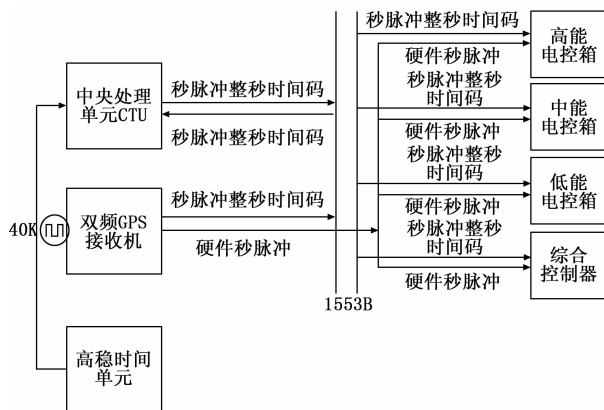 秒脉冲整秒时间码
高能
电控箱
硬件秒脉冲
中央处理
单元CTU
秒脉冲整秒时间码
秒脉冲整秒时间码
秒脉冲整秒
时间码
中能
电控箱
硬件秒脉冲
秒脉冲整秒
时间码
低能
电控箱
硬件秒脉冲
40K
双频GPS
接收机
秒脉冲整秒时间码
硬件秒脉冲
秒脉冲整秒
时间码
综合
控制器
硬件秒脉冲
1553B
高稳时间
单元